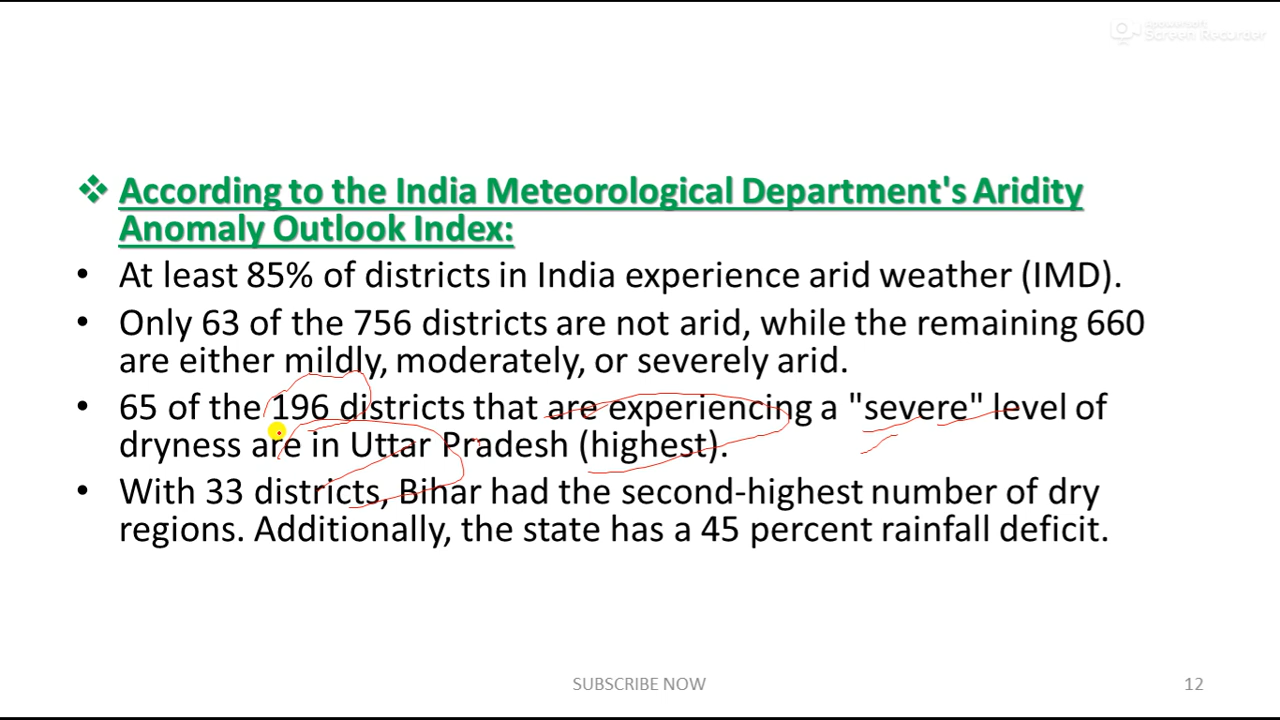 Apowersoft
Screen Recorder
❖ According to the India Meteorological Department's Aridity
Anomaly Outlook Index:
• At least 85% of districts in India experience arid weather (IMD).
• Only 63 of the 756 districts are not arid, while the remaining 660
are either mildly, moderately, or severely arid.
• 65 of the 196 districts that are experiencing a "severe" level of
dryness are in Uttar Pradesh (highest).
• With 33 districts, Bihar had the second-highest number of dry
regions. Additionally, the state has a 45 percent rainfall deficit.
SUBSCRIBE NOW
12